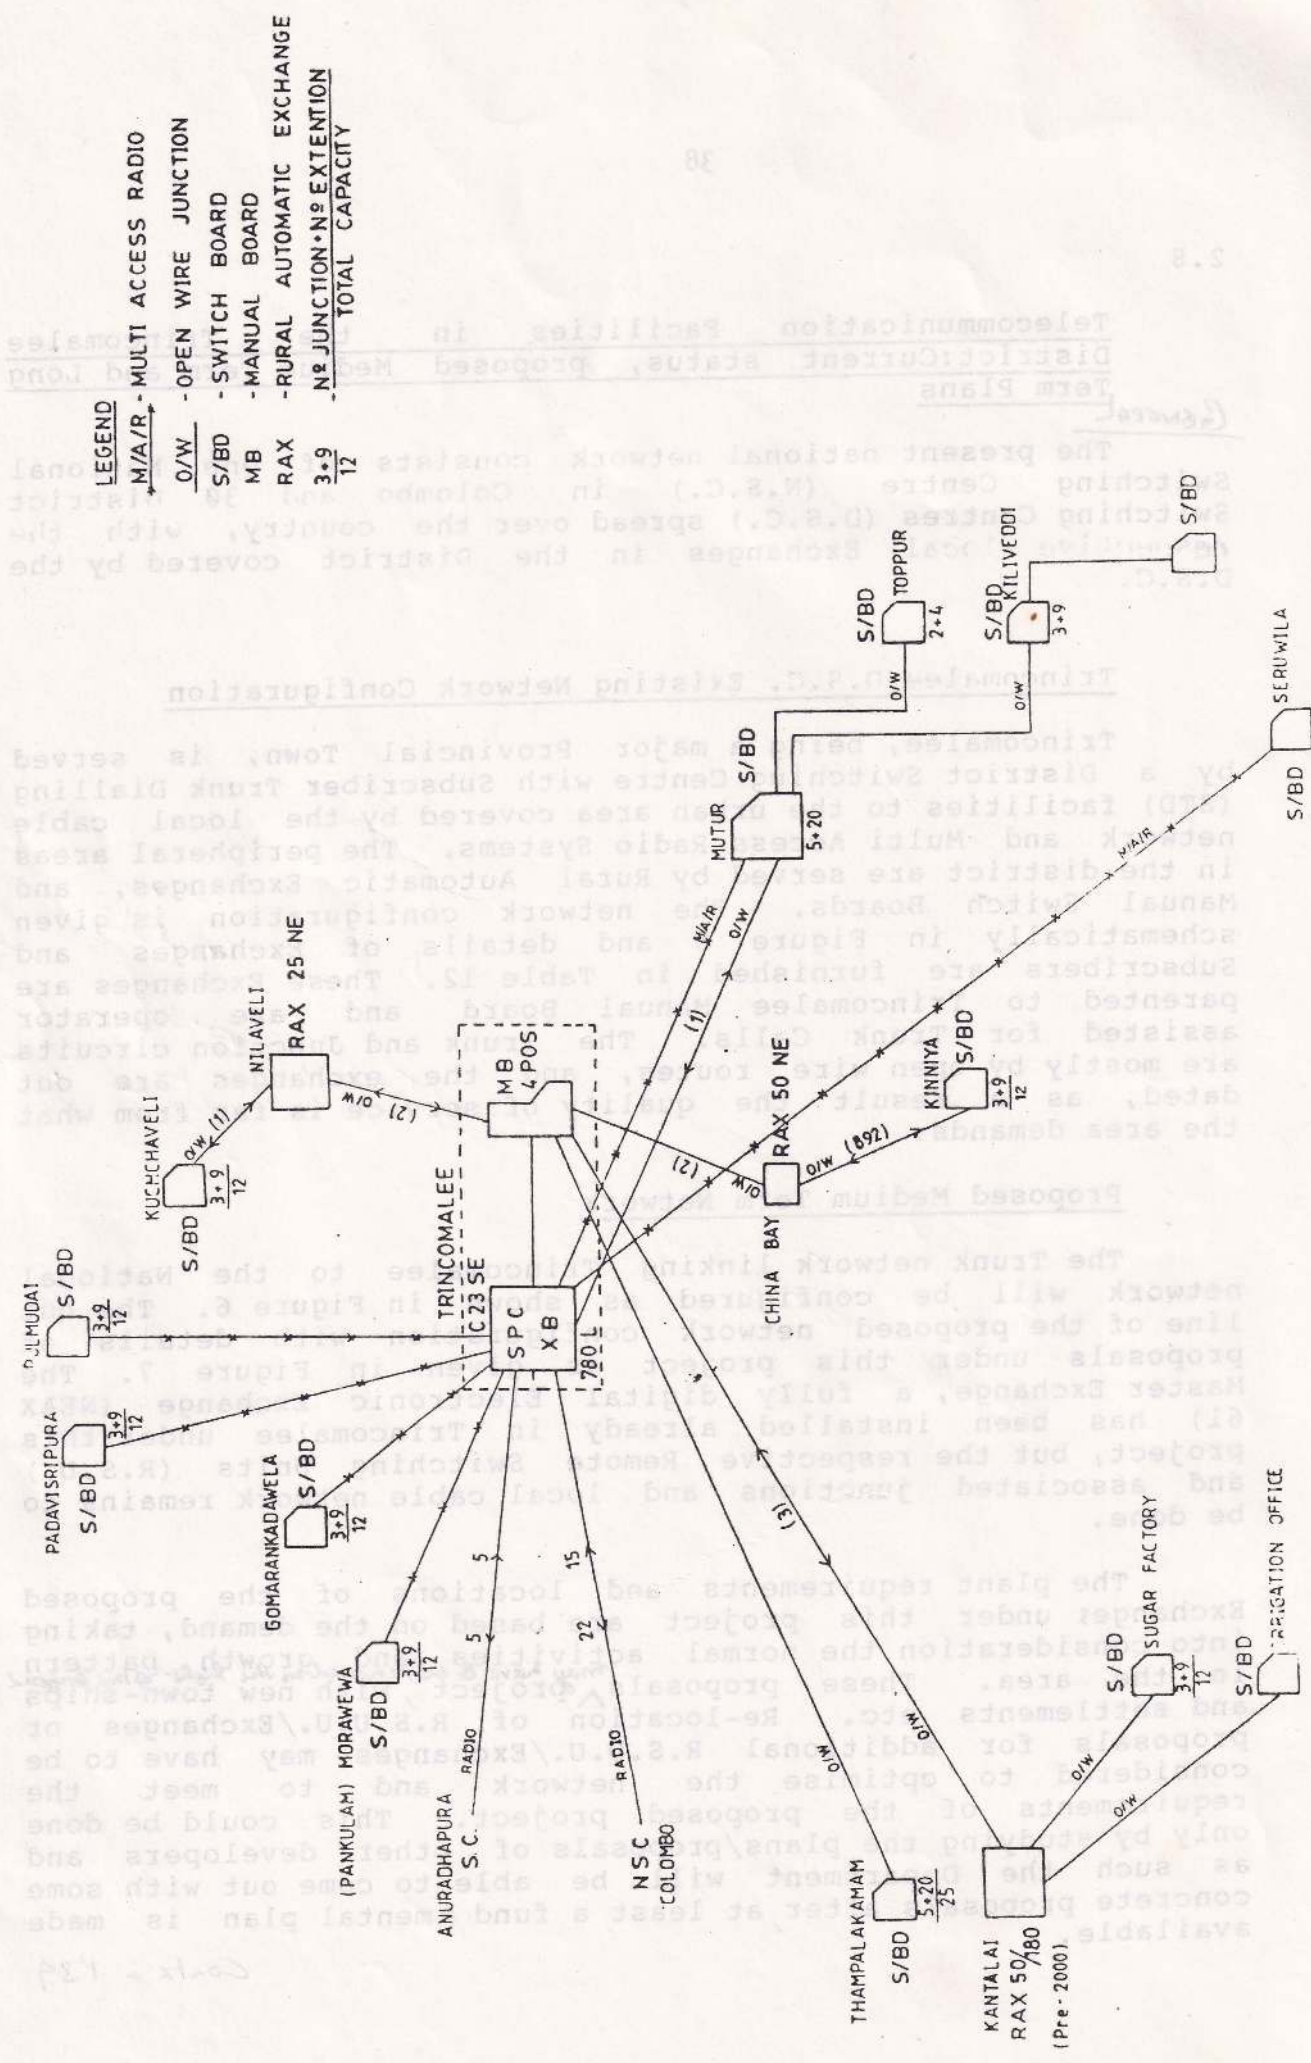 LEGEND
M/A/R - MULTI ACCESS RADIO
O/W - OPEN WIRE JUNCTION
S/BD - SWITCH BOARD
MB - MANUAL BOARD
RAX - RURAL AUTOMATIC EXCHANGE
3+9 - Nº JUNCTION+Nº EXTENTION
12 TOTAL CAPACITY
PULMUDAI
S/BD
3+9
12
PADAVISRIPURA
S/BD
3+9
12
GOMARANKADAWELA
S/BD
3+9
12
(PANKULAM) MORAWEWA
S/BD
3+9
12
ANURADHAPURA
S.C.
RADIO
5
5
NSC
COLOMBO
RADIO
22
15
KUCHCHAVELI
S/BD
3+9
12
O/W (1)
NILAVELI
RAX 25 NE
O/W
(2)
TRINCOMALEE
C 23 SE
SPC
XB
780 L
MB
4 POS
MUTUR
S/BD
5+20
M/A/R
O/W
(1)
O/W
S/BD
TOPPUR
2+4
O/W
S/BD
KILIVEDDI
3+9
S/BD
SERUWILA
S/BD
M/A/R
CHINA BAY
RAX 50 NE
(2)
O/W
O/W (892)
KINNIYA
S/BD
3+9
12
THAMPALAKAMAM
S/BD
5+20
25
O/W
KANTALAI
RAX 50/180
(Pre-2000)
O/W
(3)
O/W
S/BD
SUGAR FACTORY
3+9
12
O/W
S/BD
IRRIGATION OFFICE
38
2.8
Telecommunication Facilities in the Trincomalee
District:Current status, proposed Medium Term and Long
Term Plans
General
The present national network consists of one National
Switching Centre (N.S.C.) in Colombo and 30 District
Switching Centres (D.S.C.) spread over the country, with the
local Exchanges in the District covered by the
D.S.C.
Trincomalee D.S.C. Existing Network Configuration
Trincomalee, being a major Provincial Town, is served
by a District Switching Centre with Subscriber Trunk Dialling
(STD) facilities to the urban area covered by the local cable
network and Multi Access Radio Systems. The peripheral areas
in the district are served by Rural Automatic Exchanges, and
Manual Switch Boards. The network configuration is given
schematically in Figure and details of Exchanges and
Subscribers are furnished in Table 12. These Exchanges are
parented to Trincomalee Manual Board and are operator
assisted for Trunk Calls. The Trunk and Junction circuits
are mostly by open wire routes, and the exchanges are out
dated, as a result the quality of service is far from what
the area demands.
Proposed Medium Term Network
The Trunk network linking Trincomalee to the National
network will be configured as shown in Figure 6. The
line of the proposed network configuration with details
proposals under this project is given in Figure 7. The
Master Exchange, a fully digital Electronic Exchange (NEAX
61) has been installed already in Trincomalee under this
project, but the respective Remote Switching Units (R.S.U.)
and associated junctions and local cable network remains to
be done.
The plant requirements and locations of the proposed
Exchanges under this project are based on the demand, taking
into consideration the normal activities and growth pattern
in the area. These proposals project, with new town-ships
and settlements etc. Re-location of R.S.U./Exchanges or
proposals for additional R.S.U./Exchanges may have to be
considered to optimise the network and to meet the
requirements of the proposed project. This could be done
only by studying the plans/proposals of other developers and
as such the Department will be able to come out with some
concrete proposals after at least a fundamental plan is made
available.